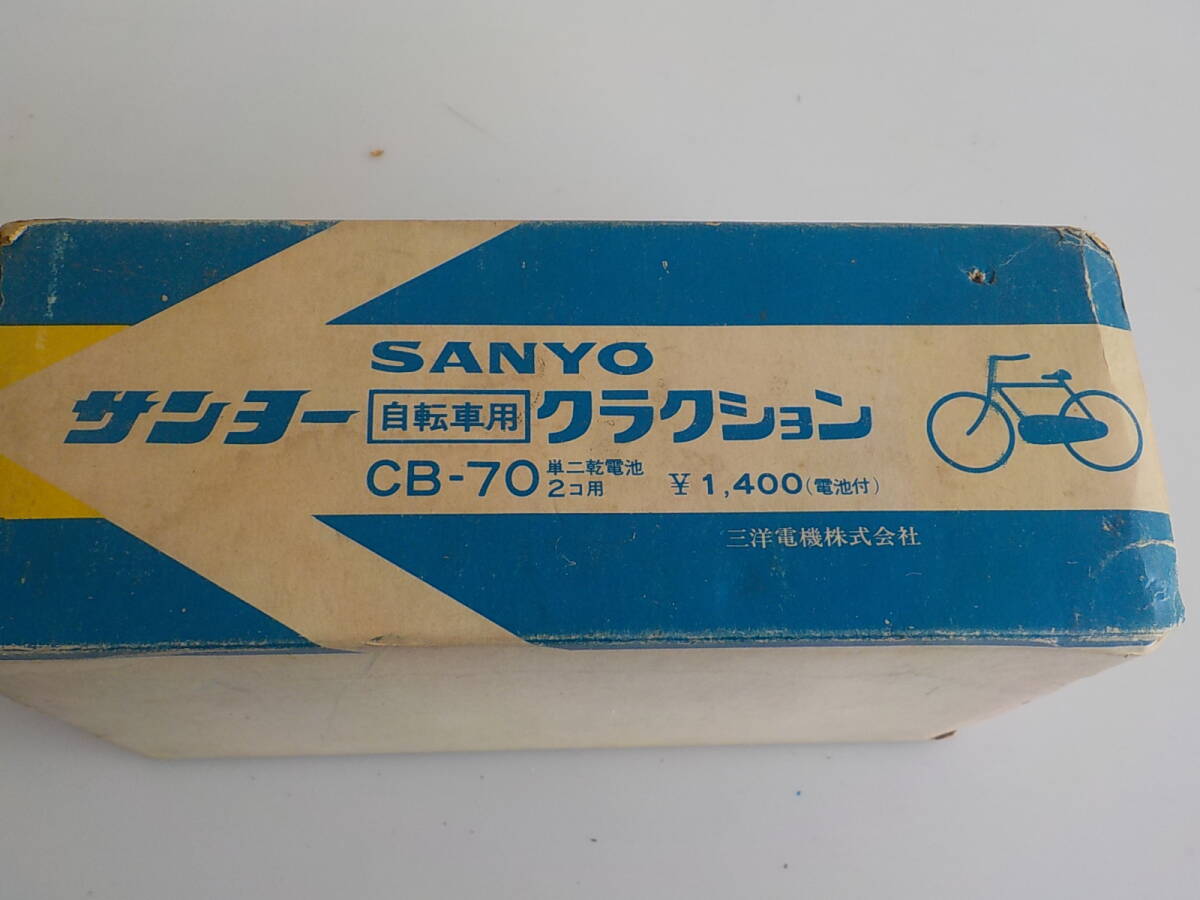 SANYO
サンヨー 自転車用 クラクション
CB-70 単二乾電池 2コ用 ¥1,400(電池付)
三洋電機株式会社